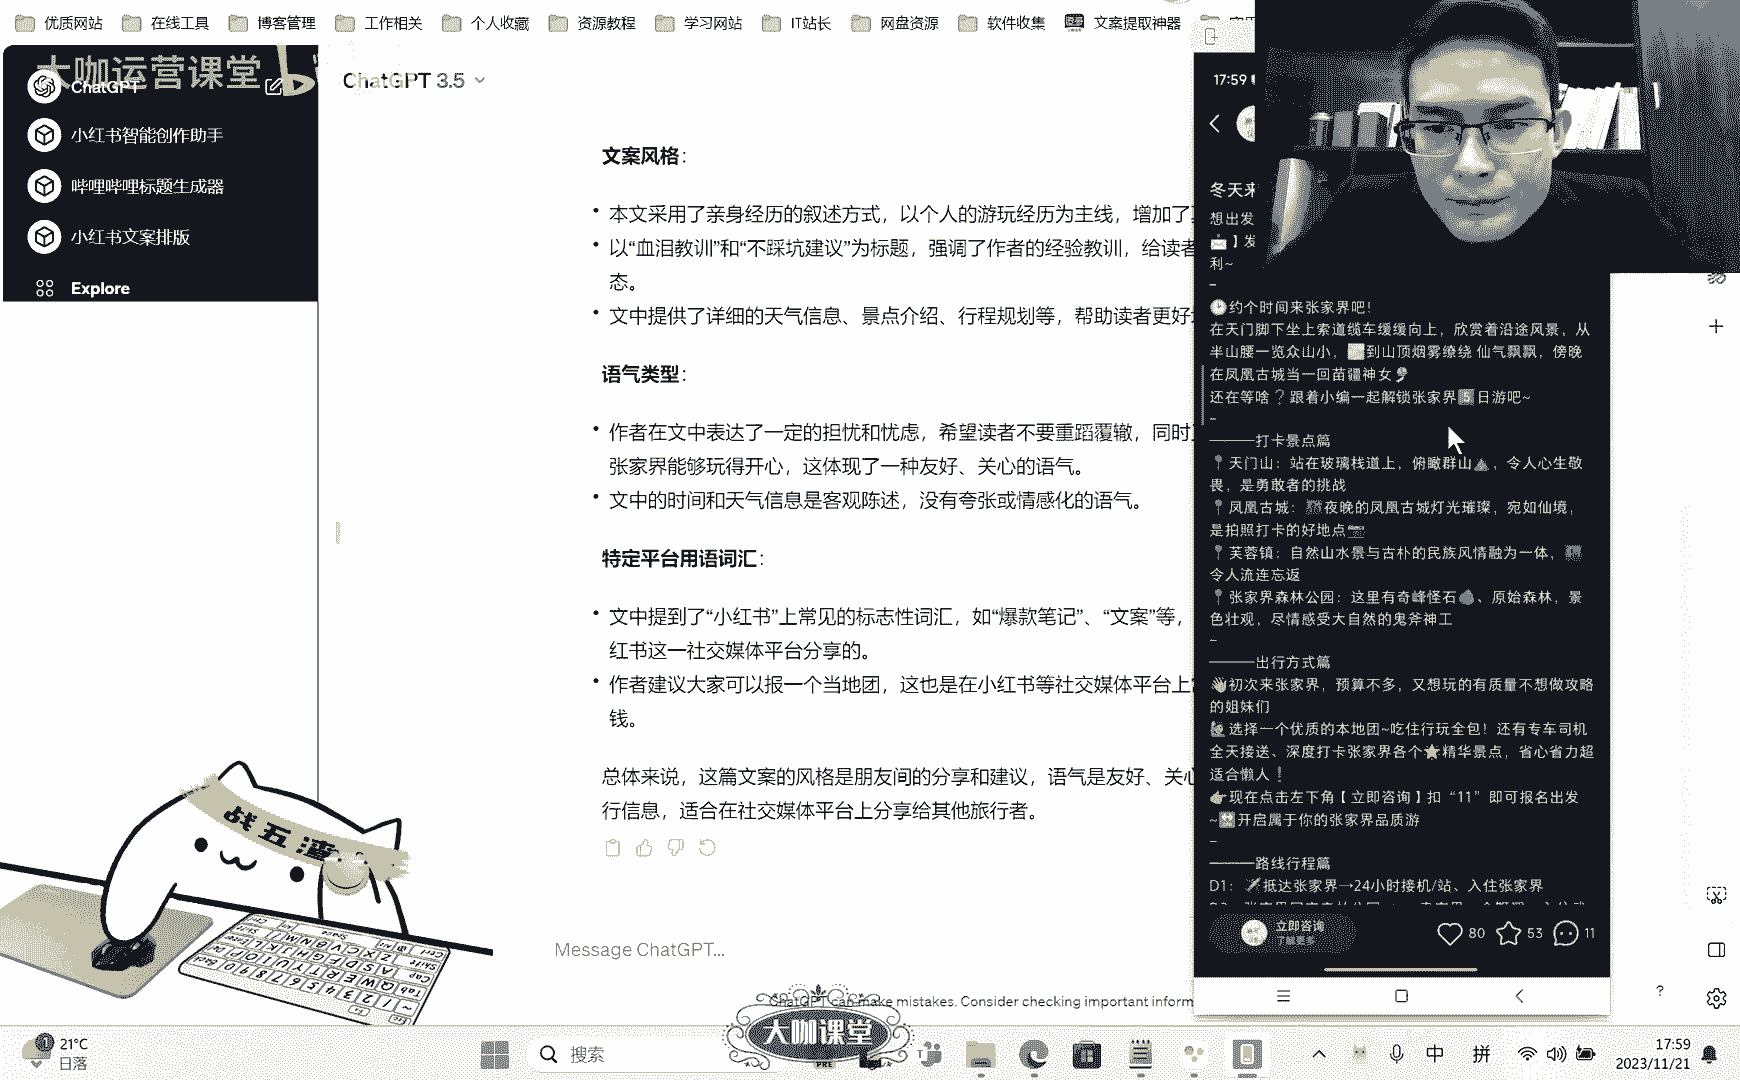 优质网站
在线工具
博客管理
工作相关
个人收藏
资源教程
学习网站
IT站长
网盘资源
软件收集
文案提取神器
大咖运营课堂
ChatGPT
小红书智能创作助手
哔哩哔哩标题生成器
小红书文案排版
Explore
ChatGPT 3.5
文案风格：
本文采用了亲身经历的叙述方式，以个人的游玩经历为主线，增加了
以“血泪教训”和“不踩坑建议”为标题，强调了作者的经验教训，给读者
态。
文中提供了详细的天气信息、景点介绍、行程规划等，帮助读者更好
语气类型：
作者在文中表达了一定的担忧和忧虑，希望读者不要重蹈覆辙，同时
张家界能够玩得开心，这体现了一种友好、关心的语气。
文中的时间和天气信息是客观陈述，没有夸张或情感化的语气。
特定平台用语词汇：
文中提到了“小红书”上常见的标志性词汇，如“爆款笔记”、“文案”等，
红书这一社交媒体平台分享的。
作者建议大家可以报一个当地团，这也是在小红书等社交媒体平台上
钱。
总体来说，这篇文案的风格是朋友间的分享和建议，语气是友好、关心
行信息，适合在社交媒体平台上分享给其他旅行者。
Message ChatGPT...
ChatGPT can make mistakes. Consider checking important inform
17:59
冬天来
想出发
】发
利~
约个时间来张家界吧！
在天门脚下坐上索道缆车缓缓向上，欣赏着沿途风景，从
半山腰一览众山小，到山顶烟雾缭绕 仙气飘飘，傍晚
在凤凰古城当一回苗疆神女
还在等啥？跟着小编一起解锁张家界5日游吧~
———打卡景点篇
天门山：站在玻璃栈道上，俯瞰群山，令人心生敬
畏，是勇敢者的挑战
凤凰古城：夜晚的凤凰古城灯光璀璨，宛如仙境，
是拍照打卡的好地点
芙蓉镇：自然山水景与古朴的民族风情融为一体，
令人流连忘返
张家界森林公园：这里有奇峰怪石、原始森林，景
色壮观，尽情感受大自然的鬼斧神工
———出行方式篇
初次来张家界，预算不多，又想玩的有质量不想做攻略
的姐妹们
选择一个优质的本地团~吃住行玩全包！还有专车司机
全天接送、深度打卡张家界各个精华景点，省心省力超
适合懒人！
现在点击左下角【立即咨询】扣“11”即可报名出发
~开启属于你的张家界品质游
———路线行程篇
D1：抵达张家界→24小时接机/站、入住张家界
立即咨询
了解更多
80
53
11
大咖课堂
21°C
日落
搜索
中
拼
17:59
2023/11/21